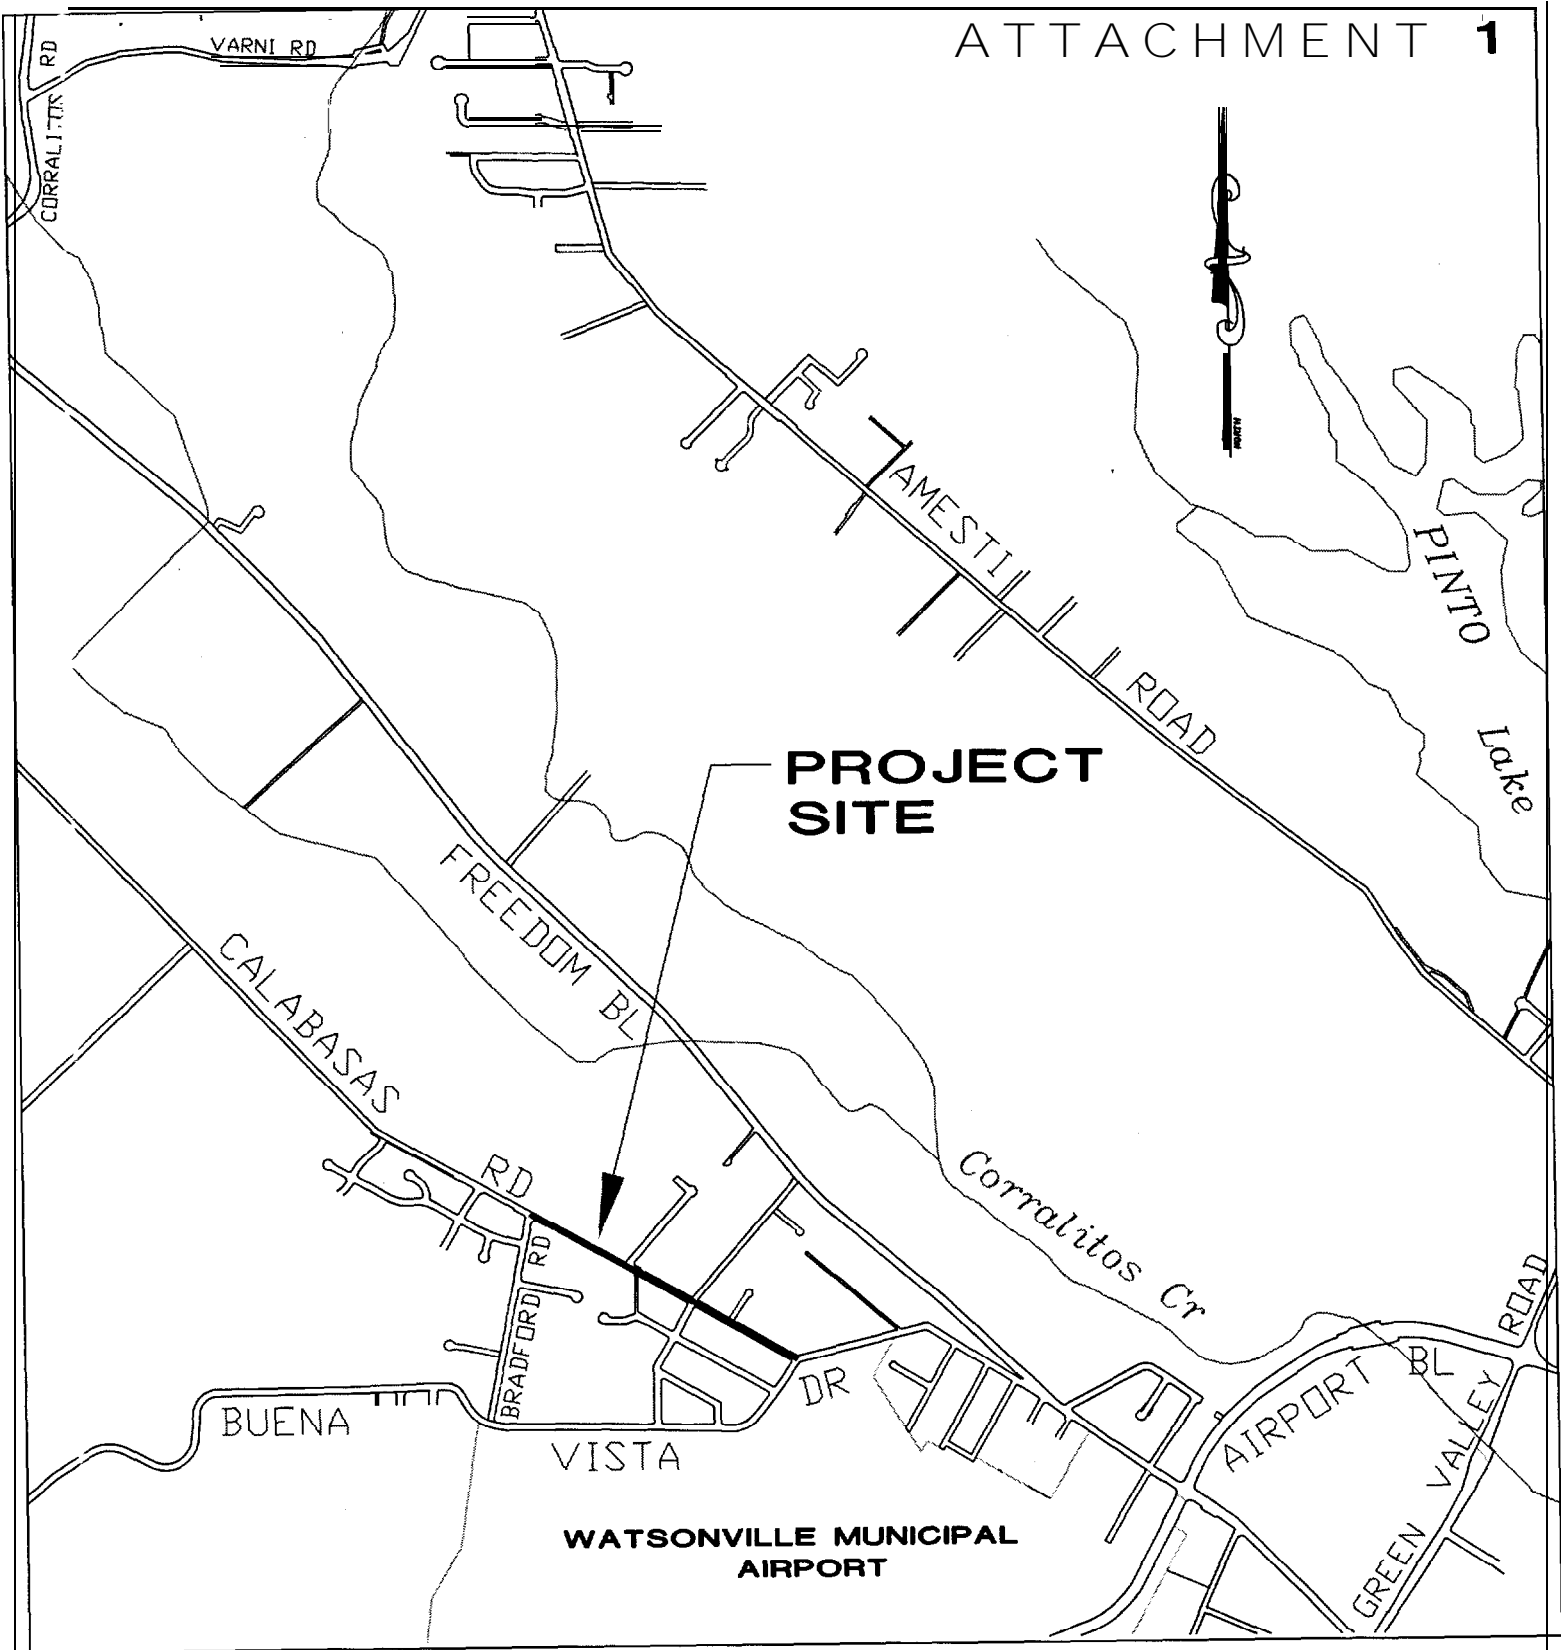 ATTACHMENT 1
VARNI RD
RD
CORRALITOS
NORTH
AMESTI
ROAD
PINTO
Lake
PROJECT
SITE
FREEDOM BL
CALABASAS
RD
RD
BRADFORD
Corralitos Cr
DR
BUENA
VISTA
AIRPORT
BL
ROAD
VALLEY
GREEN
WATSONVILLE MUNICIPAL
AIRPORT